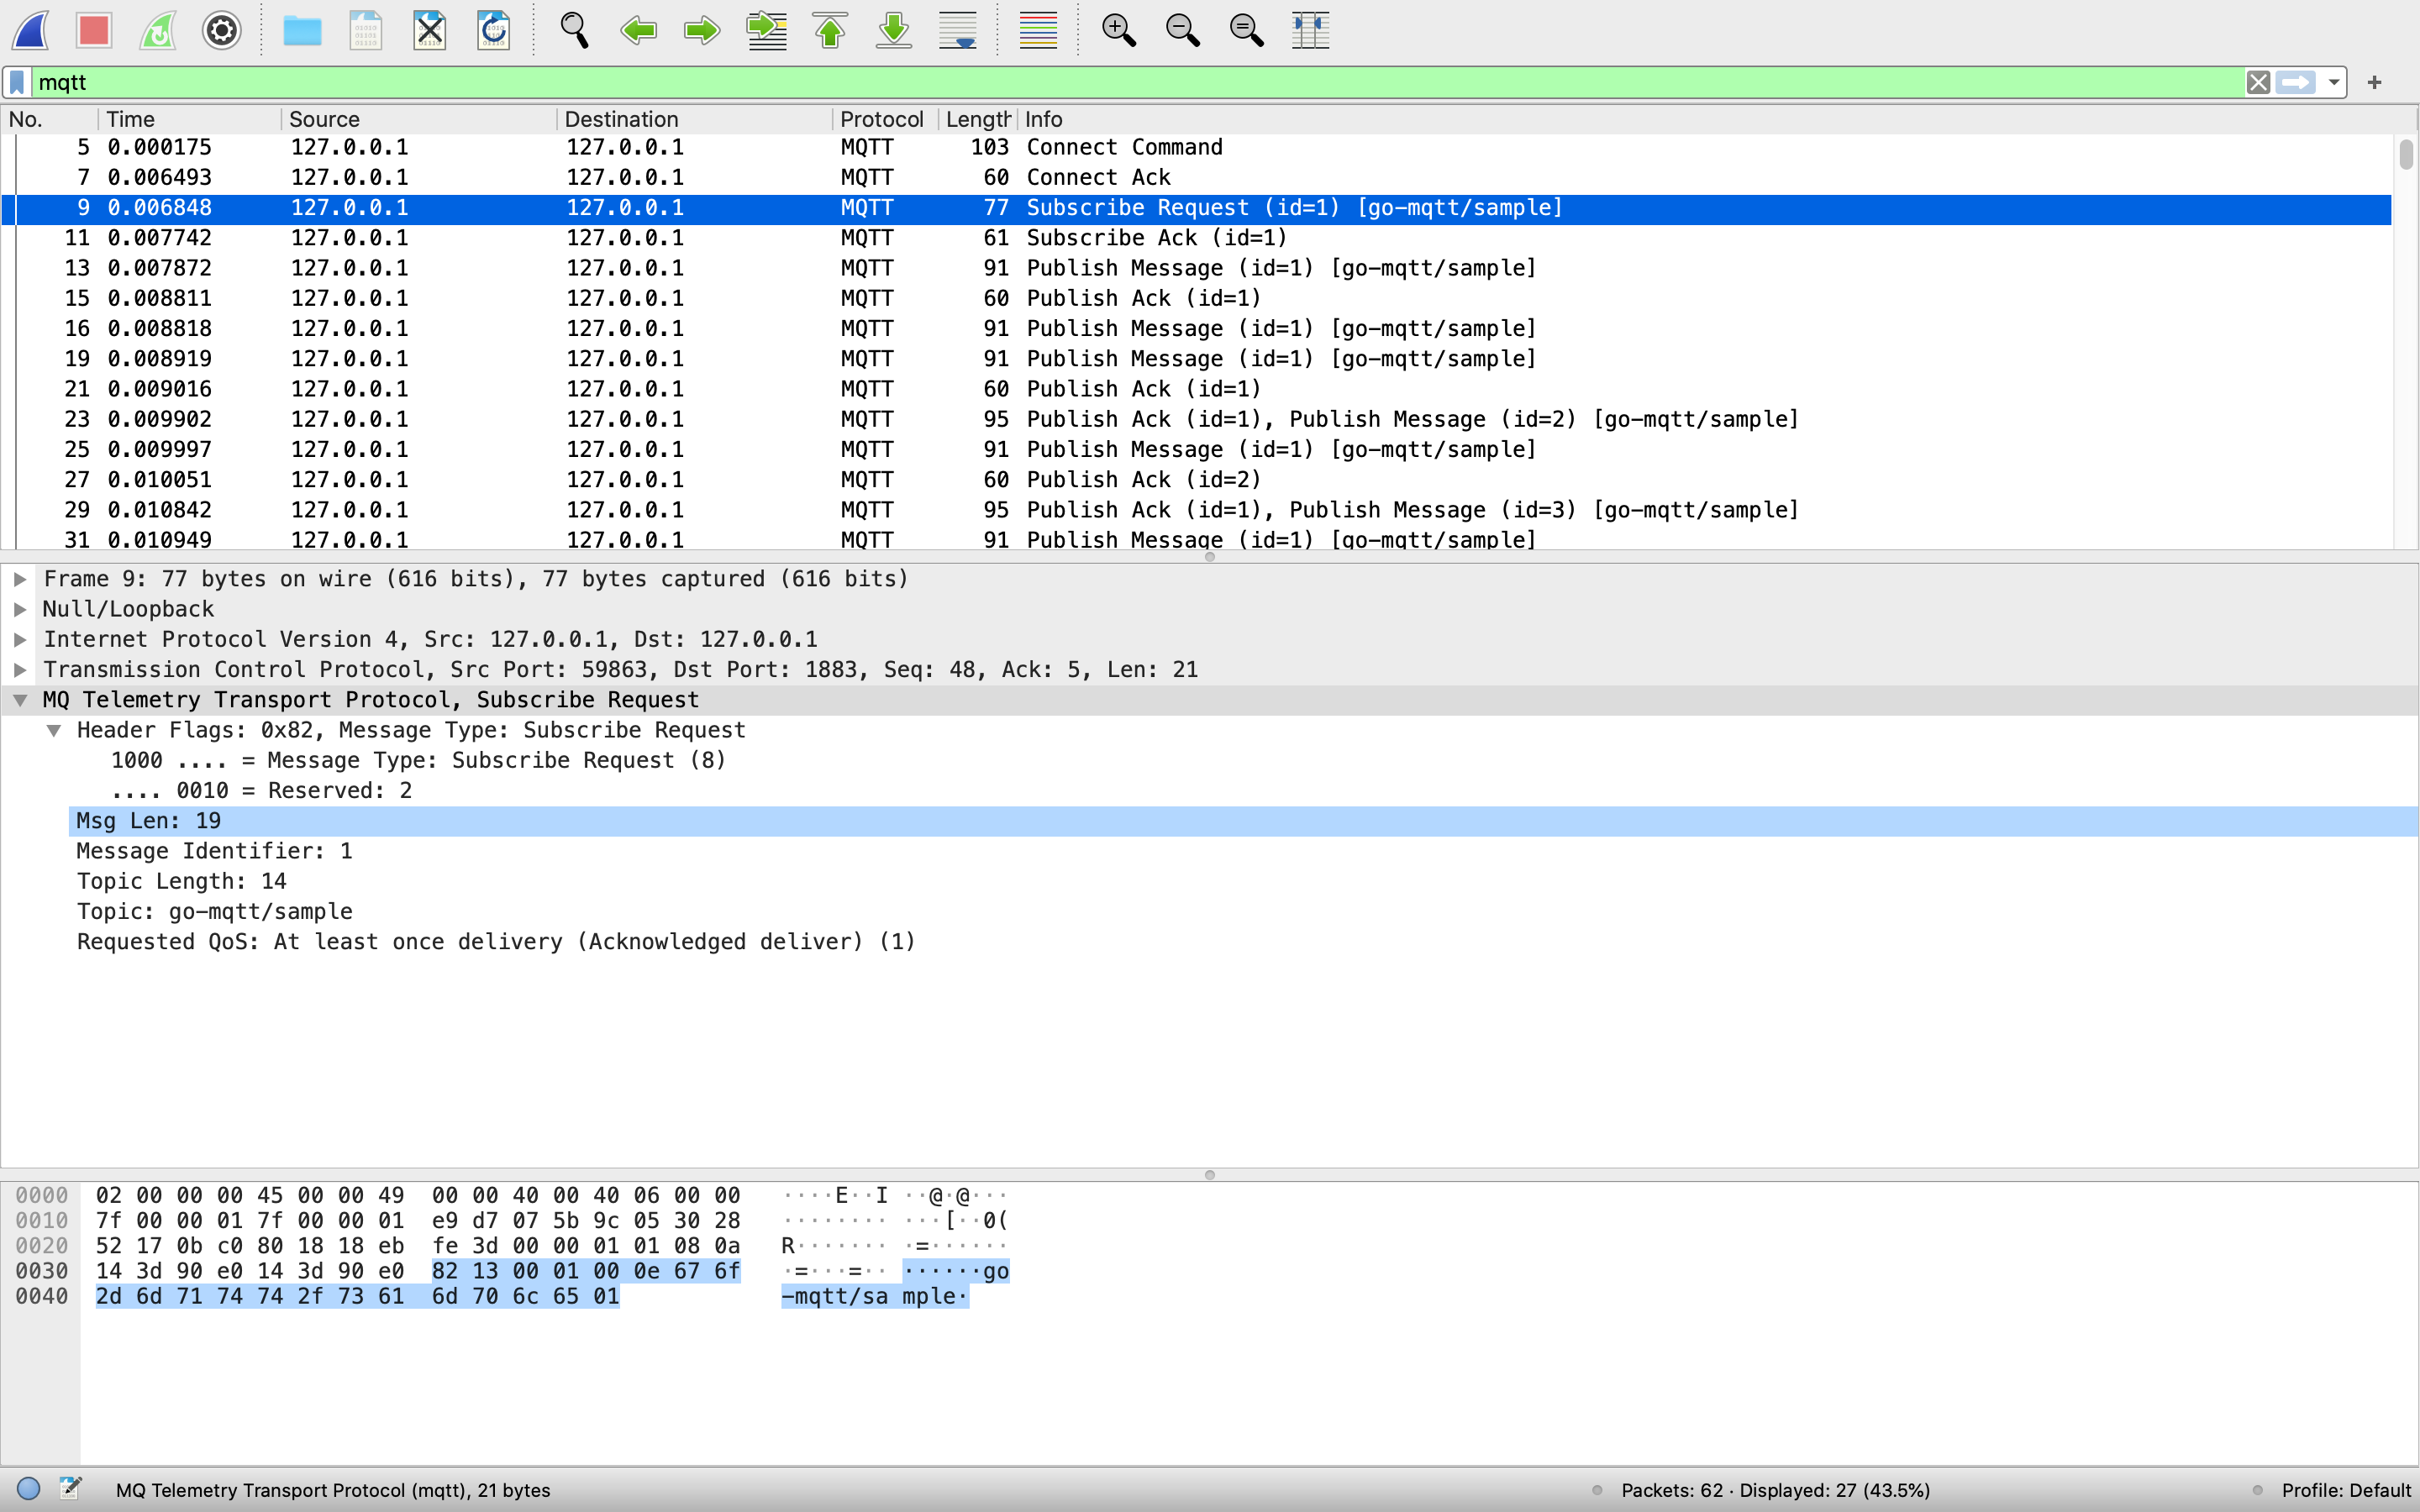 mqtt
No. Time Source Destination Protocol Length Info
5 0.000175 127.0.0.1 127.0.0.1 MQTT 103 Connect Command
7 0.006493 127.0.0.1 127.0.0.1 MQTT 60 Connect Ack
9 0.006848 127.0.0.1 127.0.0.1 MQTT 77 Subscribe Request (id=1) [go-mqtt/sample]
11 0.007742 127.0.0.1 127.0.0.1 MQTT 61 Subscribe Ack (id=1)
13 0.007872 127.0.0.1 127.0.0.1 MQTT 91 Publish Message (id=1) [go-mqtt/sample]
15 0.008811 127.0.0.1 127.0.0.1 MQTT 60 Publish Ack (id=1)
16 0.008818 127.0.0.1 127.0.0.1 MQTT 91 Publish Message (id=1) [go-mqtt/sample]
19 0.008919 127.0.0.1 127.0.0.1 MQTT 91 Publish Message (id=1) [go-mqtt/sample]
21 0.009016 127.0.0.1 127.0.0.1 MQTT 60 Publish Ack (id=1)
23 0.009902 127.0.0.1 127.0.0.1 MQTT 95 Publish Ack (id=1), Publish Message (id=2) [go-mqtt/sample]
25 0.009997 127.0.0.1 127.0.0.1 MQTT 91 Publish Message (id=1) [go-mqtt/sample]
27 0.010051 127.0.0.1 127.0.0.1 MQTT 60 Publish Ack (id=2)
29 0.010842 127.0.0.1 127.0.0.1 MQTT 95 Publish Ack (id=1), Publish Message (id=3) [go-mqtt/sample]
31 0.010949 127.0.0.1 127.0.0.1 MQTT 91 Publish Message (id=1) [go-mqtt/sample]
Frame 9: 77 bytes on wire (616 bits), 77 bytes captured (616 bits)
Null/Loopback
Internet Protocol Version 4, Src: 127.0.0.1, Dst: 127.0.0.1
Transmission Control Protocol, Src Port: 59863, Dst Port: 1883, Seq: 48, Ack: 5, Len: 21
MQ Telemetry Transport Protocol, Subscribe Request
Header Flags: 0x82, Message Type: Subscribe Request
1000 .... = Message Type: Subscribe Request (8)
.... 0010 = Reserved: 2
Msg Len: 19
Message Identifier: 1
Topic Length: 14
Topic: go-mqtt/sample
Requested QoS: At least once delivery (Acknowledged deliver) (1)
0000 02 00 00 00 45 00 00 49 00 00 40 00 40 06 00 00 ····E··I ··@·@···
0010 7f 00 00 01 7f 00 00 01 e9 d7 07 5b 9c 05 30 28 ········ ···[··0(
0020 52 17 0b c0 80 18 18 eb fe 3d 00 00 01 01 08 0a R······· ·=······
0030 14 3d 90 e0 14 3d 90 e0 82 13 00 01 00 0e 67 6f ·=···=·· ······go
0040 2d 6d 71 74 74 2f 73 61 6d 70 6c 65 01 -mqtt/sa mple·
MQ Telemetry Transport Protocol (mqtt), 21 bytes Packets: 62 · Displayed: 27 (43.5%) Profile: Default